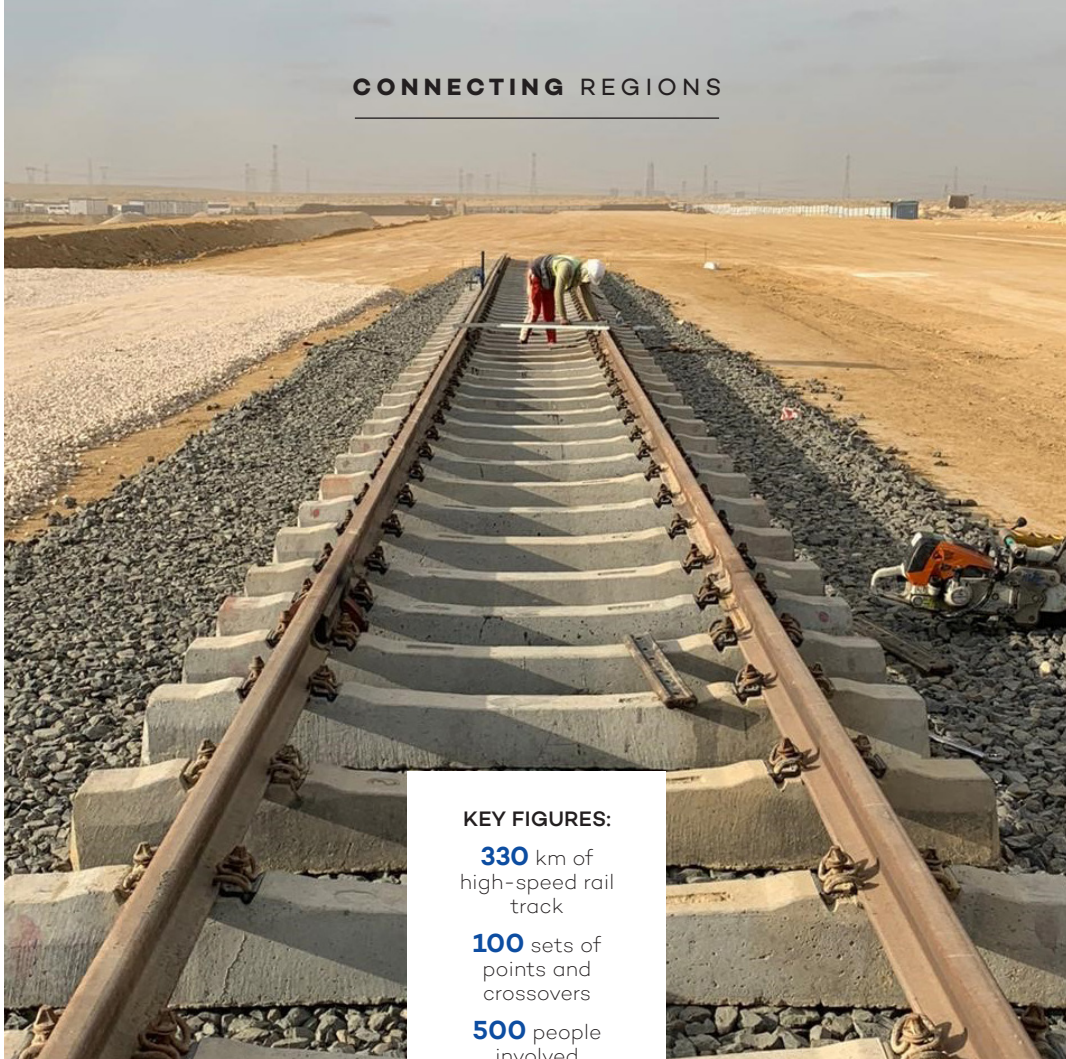 CONNECTING REGIONS
KEY FIGURES:
330 km of
high-speed rail
track
100 sets of
points and
crossovers
500 people
involved